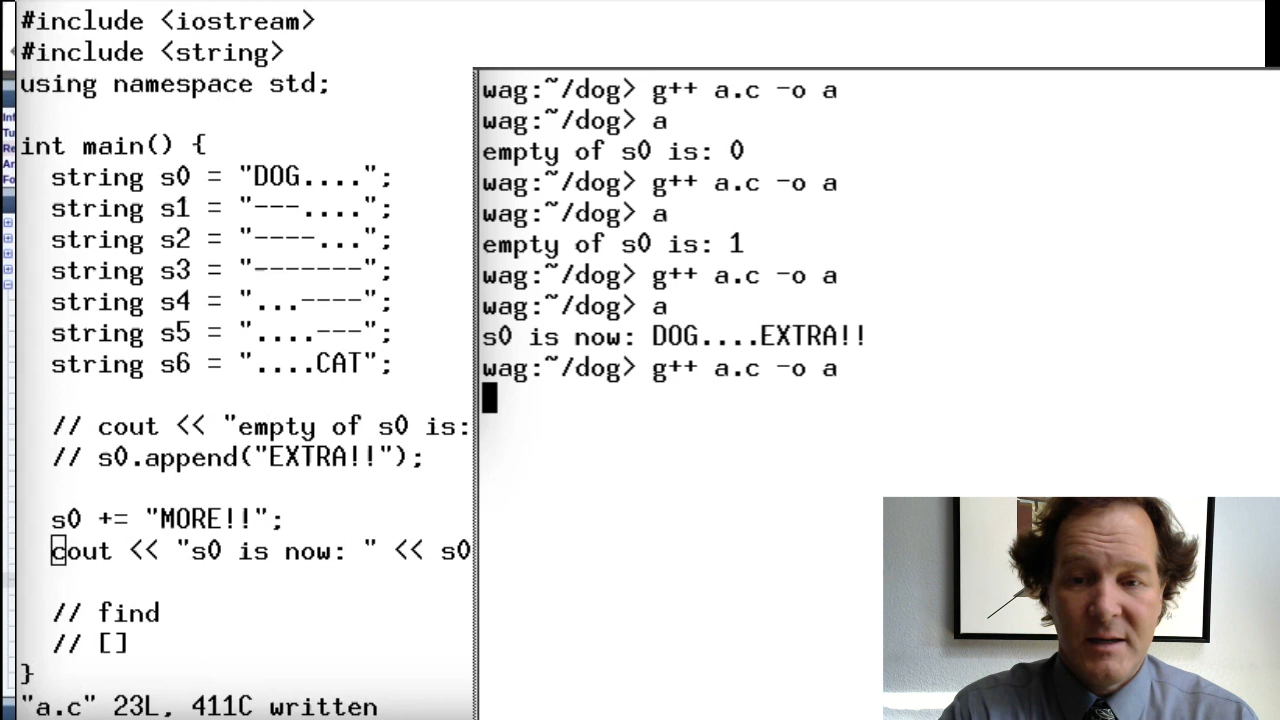 #include <iostream>
#include <string>
using namespace std;
int main() {
string s0 = "DOG....";
string s1 = "---....";
string s2 = "----...";
string s3 = "-------";
string s4 = "...----";
string s5 = "....---";
string s6 = "....CAT";
// cout << "empty of s0 is:
// s0.append("EXTRA!!");
s0 += "MORE!!";
cout << "s0 is now: " << s0
// find
// []
}
"a.c" 23L, 411C written
wag:~/dog> g++ a.c -o a
wag:~/dog> a
empty of s0 is: 0
wag:~/dog> g++ a.c -o a
wag:~/dog> a
empty of s0 is: 1
wag:~/dog> g++ a.c -o a
wag:~/dog> a
s0 is now: DOG....EXTRA!!
wag:~/dog> g++ a.c -o a